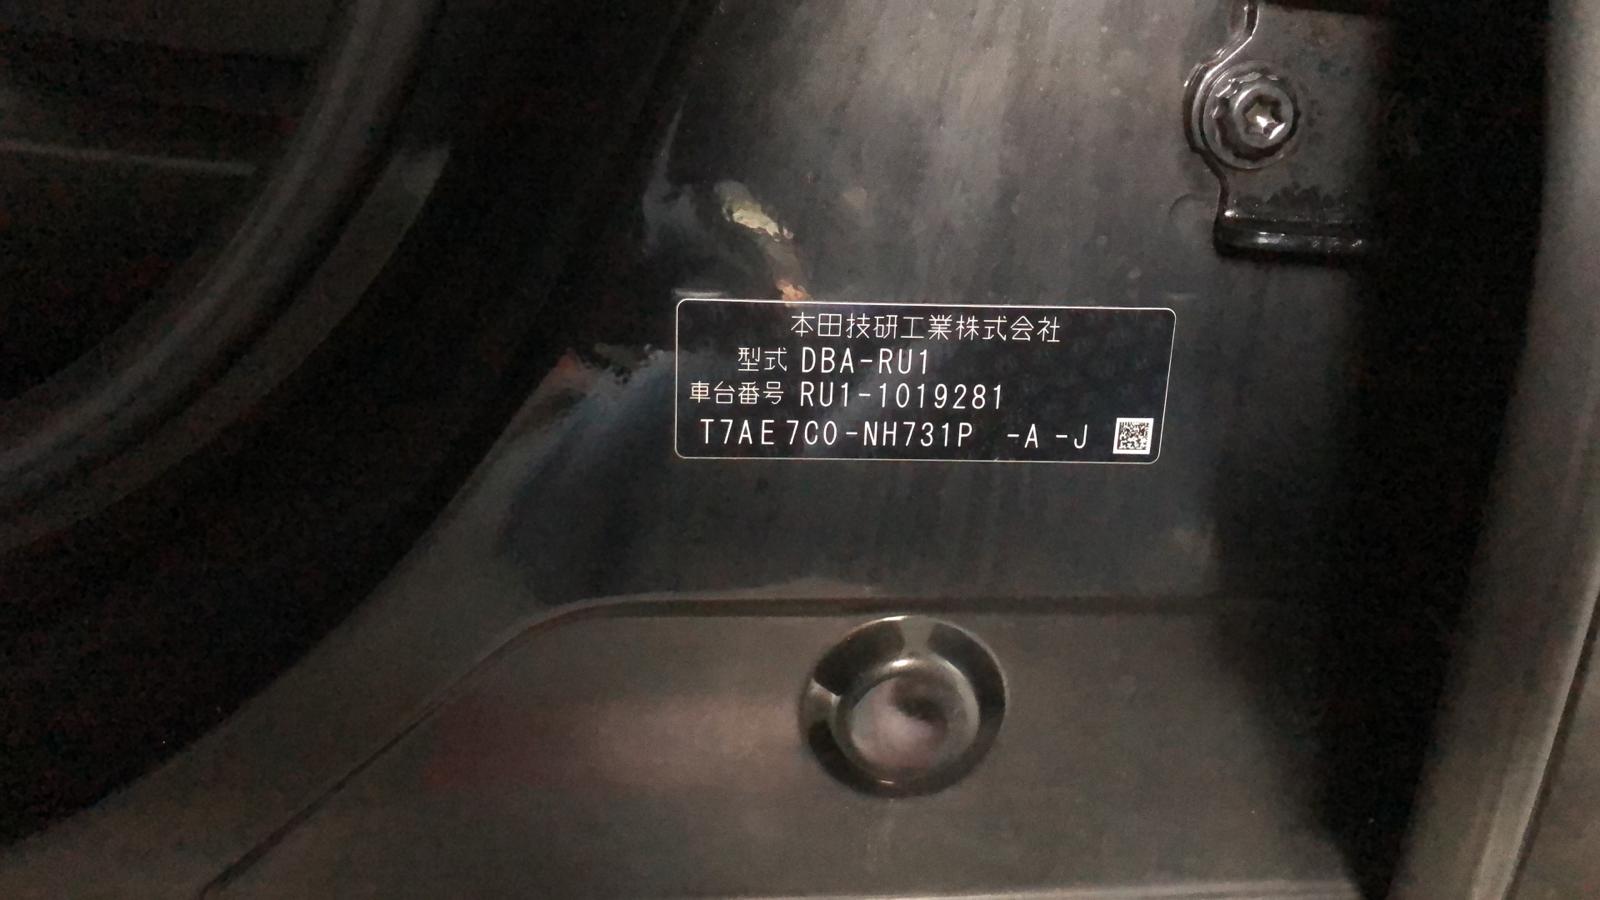 本田技研工業株式会社
型式 DBA-RU1
車台番号 RU1-1019281
T7AE7C0-NH731P -A -J